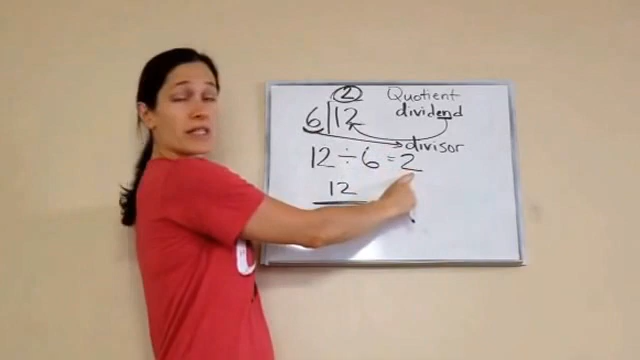 2 Quotient
6 12 dividend
divisor
12 ÷ 6 = 2
12